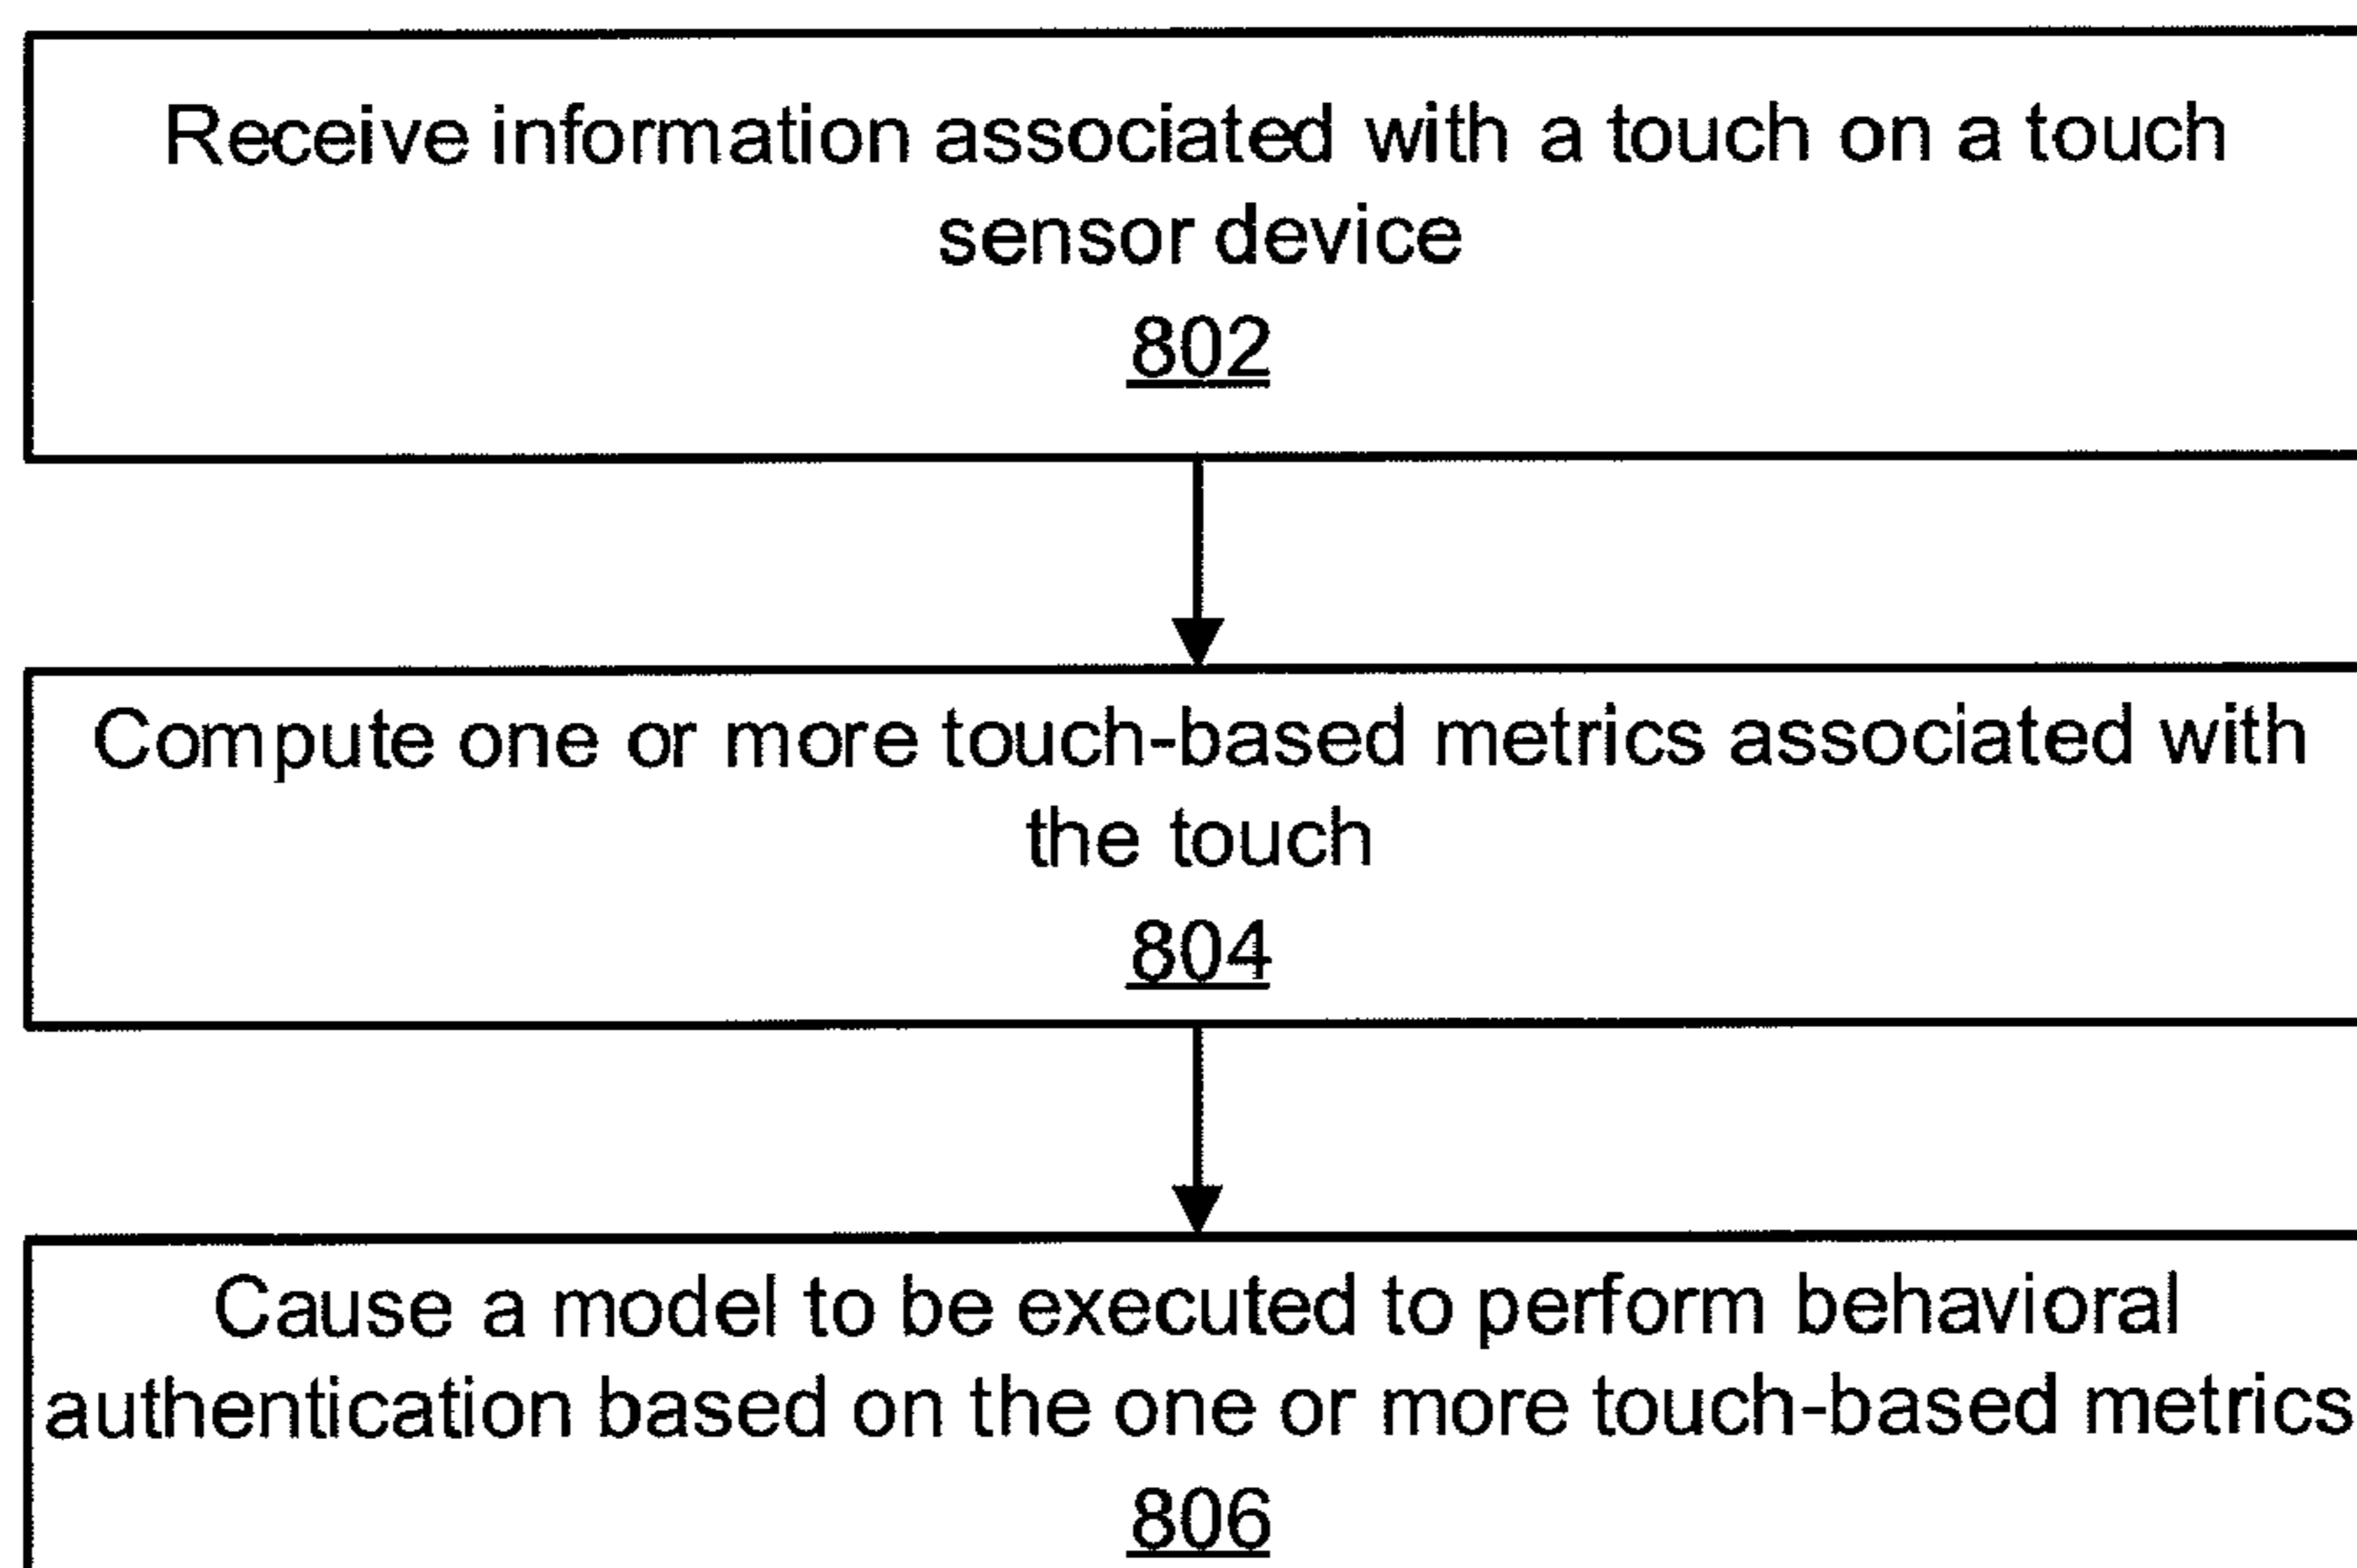 Receive information associated with a touch on a touch
sensor device
802
Compute one or more touch-based metrics associated with
the touch
804
Cause a model to be executed to perform behavioral
authentication based on the one or more touch-based metrics
806